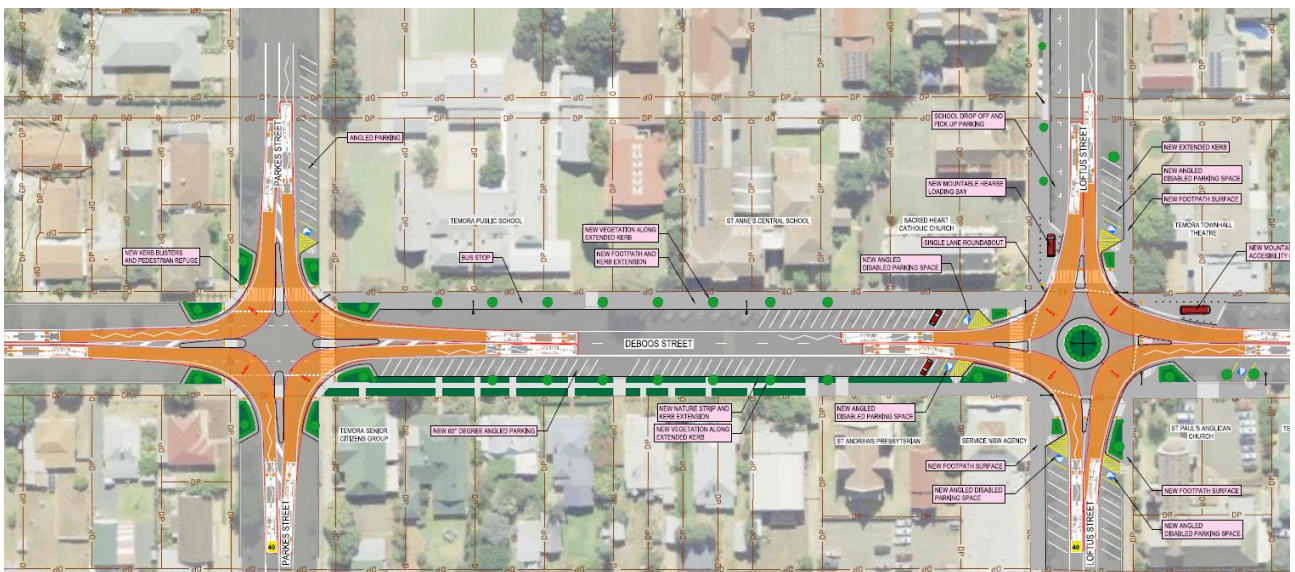 PARKES STREET
ANGLED PARKING
TEMORA PUBLIC SCHOOL
NEW KERB BLISTERS
AND PEDESTRIAN REFUGE
BUS STOP
NEW VEGETATION ALONG
EXTENDED KERB
NEW FOOTPATH AND
KERB EXTENSION
ST ANNE'S CENTRAL SCHOOL
SCHOOL DROP OFF AND
PICK UP PARKING
NEW MOUNTABLE HEARSE
LOADING BAY
SACRED HEART
CATHOLIC CHURCH
SINGLE LANE ROUNDABOUT
NEW ANGLED
DISABLED PARKING SPACE
LOFTUS STREET
NEW EXTENDED KERB
NEW ANGLED
DISABLED PARKING SPACE
NEW FOOTPATH SURFACE
TEMORA TOWNHALL
THEATRE
DEBOOS STREET
TEMORA SENIOR
CITIZENS GROUP
NEW 60° DEGREE ANGLED PARKING
NEW NATURE STRIP AND
KERB EXTENSION
NEW VEGETATION ALONG
EXTENDED KERB
NEW ANGLED
DISABLED PARKING SPACE
ST ANDREWS PRESBYTERIAN
SERVICE NSW AGENCY
NEW FOOTPATH SURFACE
NEW ANGLED DISABLED
PARKING SPACE
ST PAUL'S ANGLICAN
CHURCH
NEW FOOTPATH SURFACE
NEW ANGLED
DISABLED PARKING SPACE
PARKES STREET
40
LOFTUS STREET
40